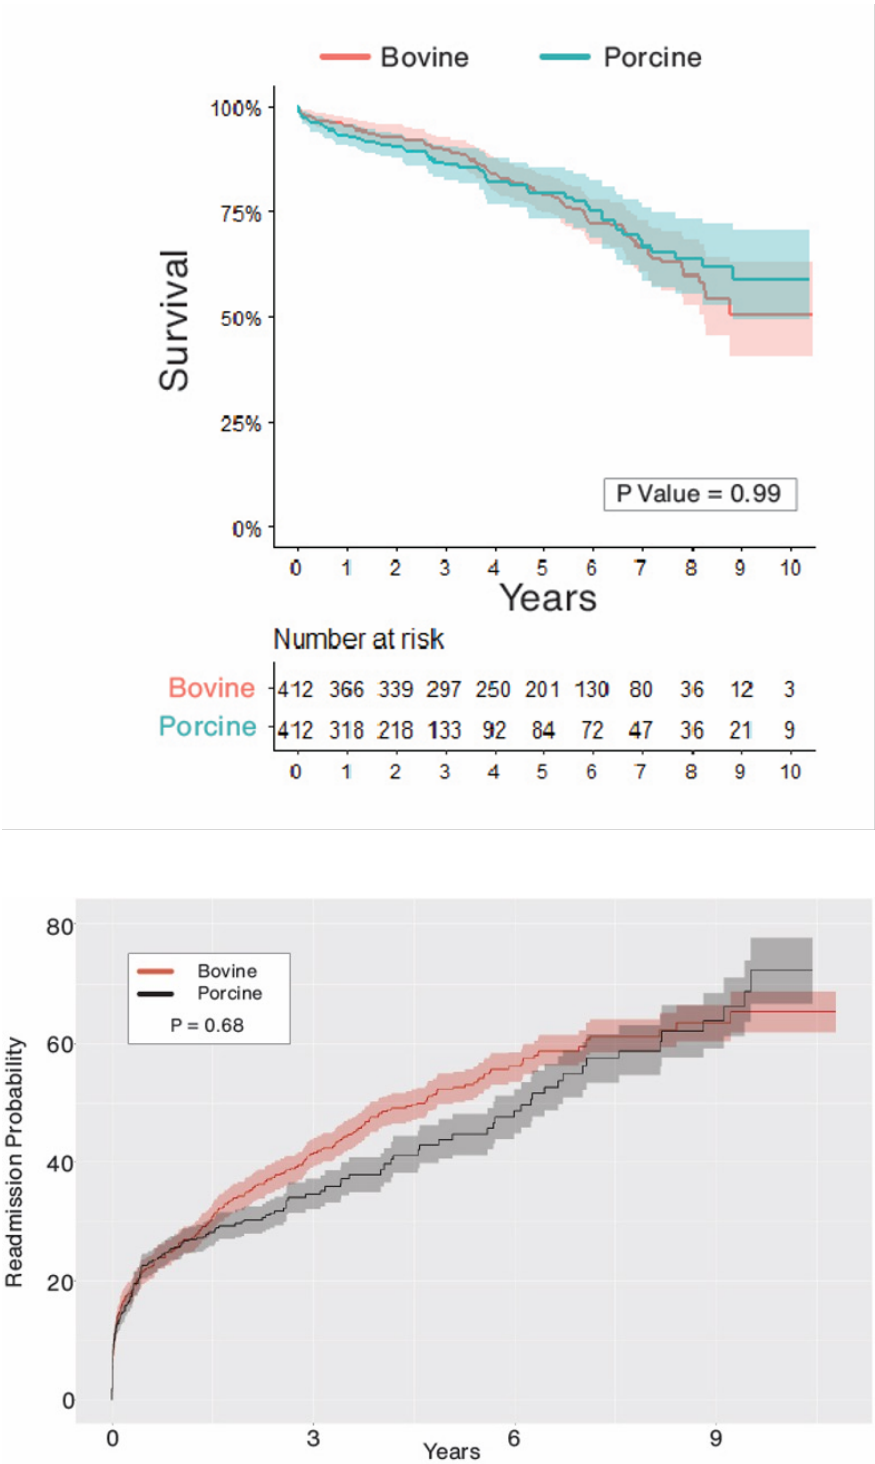 Bovine Porcine
100%
75%
50%
25%
0%
Survival
P Value = 0.99
0 1 2 3 4 5 6 7 8 9 10
Years
Number at risk
Bovine 412 366 339 297 250 201 130 80 36 12 3
Porcine 412 318 218 133 92 84 72 47 36 21 9
0 1 2 3 4 5 6 7 8 9 10
80
60
40
20
0
Readmission Probability
Bovine
Porcine
P = 0.68
0 3 6 9
Years